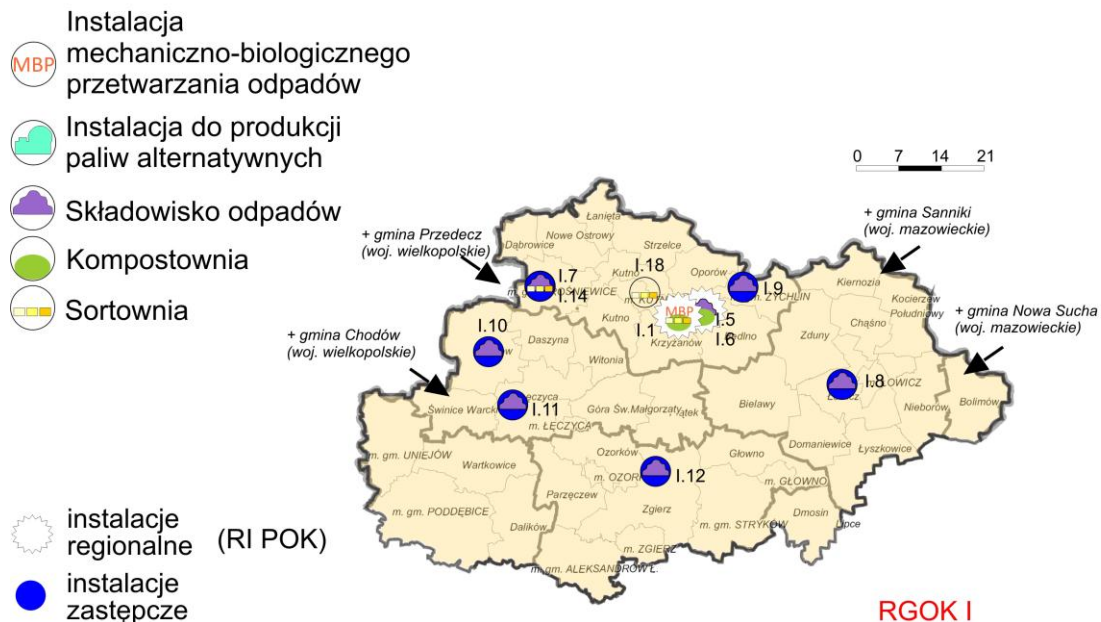 Instalacja
mechaniczno-biologicznego
przetwarzania odpadów
MBP
Instalacja do produkcji
paliw alternatywnych
Składowisko odpadów
Kompostownia
Sortownia
0 7 14 21
+ gmina Sanniki
(woj. mazowieckie)
+ gmina Przedecz
(woj. wielkopolskie)
+ gmina Nowa Sucha
(woj. mazowieckie)
+ gmina Chodów
(woj. wielkopolskie)
Łanięta
Nowe Ostrowy
Dąbrowice
Strzelce
Kutno
I.18
Oporów
I.7
I.14
I.9
m. ŻYCHLIN
Kiernozia
Kocierzew
Południowy
MBP
Kutno
I.1
I.5
I.6
Krzyżanów
Chąśno
Zduny
I.10
Daszyna
Witonia
I.8
Nieborów
Bolimów
Bielawy
I.11
Świnice Warckie
m. ŁĘCZYCA
Góra Św.Małgorzaty
Domaniewice
Łyszkowice
m. gm. UNIEJÓW
Wartkowice
Ozorków
I.12
Głowno
m. GŁOWNO
Parzęczew
Zgierz
m. gm. PODDĘBICE
Dalików
m. gm. STRYKÓW
Dmosin
Lipce
m. ZGIERZ
m. gm. ALEKSANDRÓW Ł.
instalacje
regionalne (RI POK)
instalacje
zastępcze
RGOK I